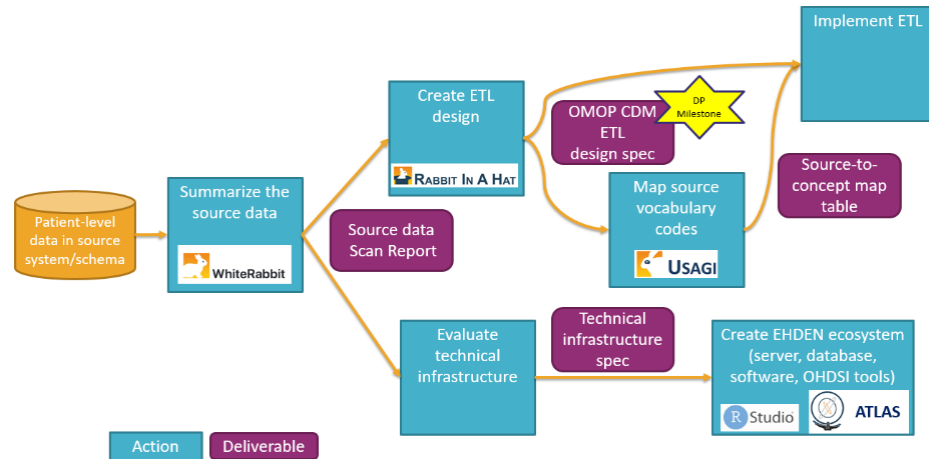 Implement ETL
Create ETL
design
RABBIT IN A HAT
OMOP CDM
ETL
design spec
DP
Milestone
Summarize the
source data
WhiteRabbit
Patient-level
data in source
system/schema
Source data
Scan Report
Map source
vocabulary
codes
USAGI
Source-to-
concept map
table
Evaluate
technical
infrastructure
Technical
infrastructure
spec
Create EHDEN ecosystem
(server, database,
software, OHDSI tools)
R Studio
ATLAS
Action
Deliverable